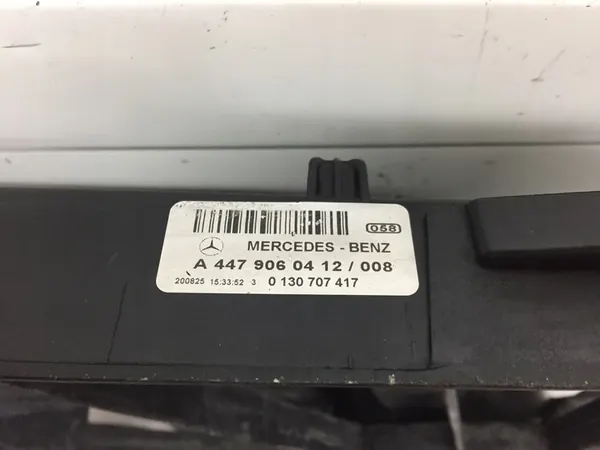 058
MERCEDES - BENZ
A 447 906 04 12 / 008
200825 15:33:52 3 0 130 707 417